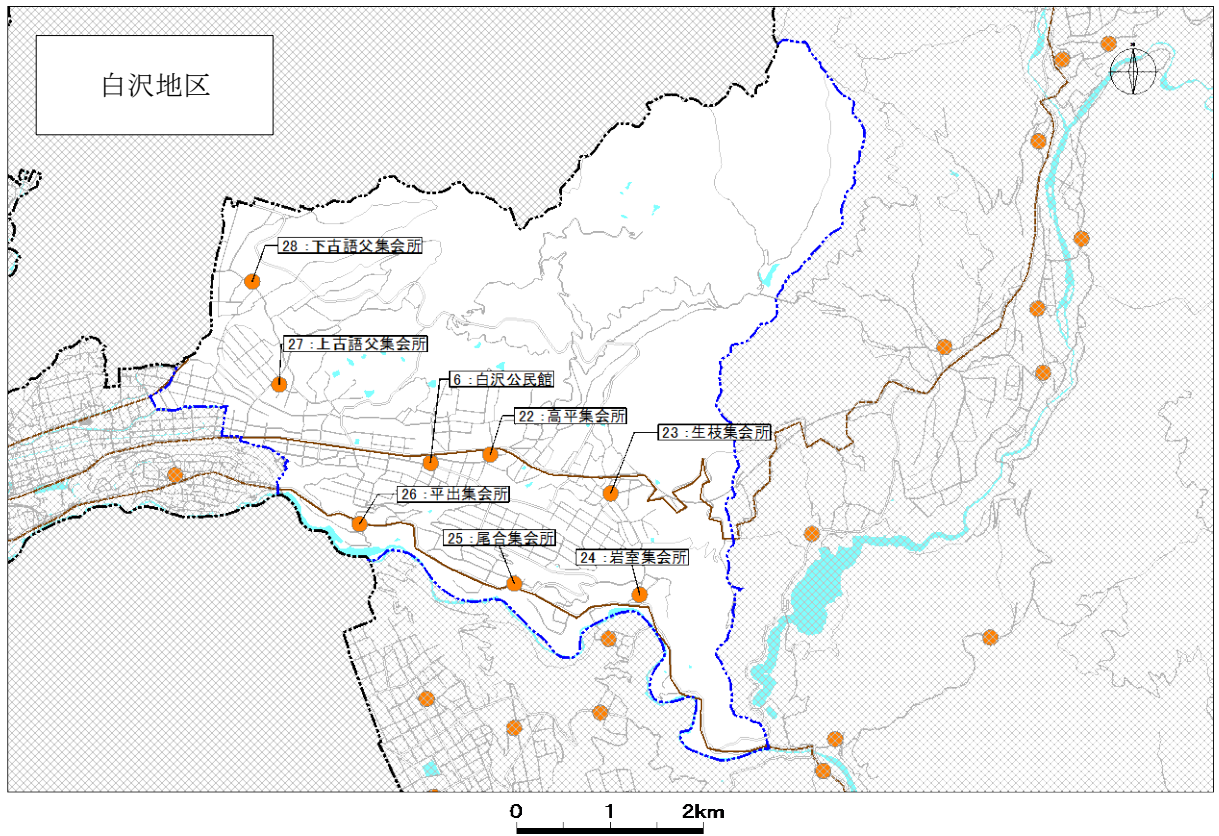 白沢地区
28：下古語父集会所
27：上古語父集会所
6：白沢公民館
22：高平集会所
23：生枝集会所
26：平出集会所
25：尾合集会所
24：岩室集会所
0 1 2km